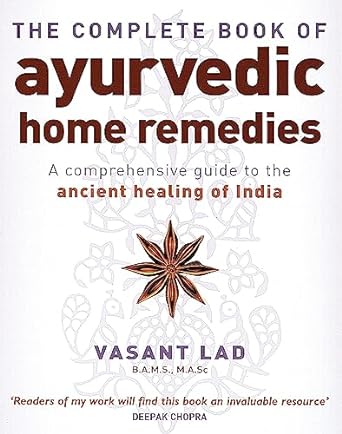 THE COMPLETE BOOK OF
ayurvedic
home remedies
A comprehensive guide to the
ancient healing of India
VASANT LAD
B.A.M.S., M.A.Sc
'Readers of my work will find this book an invaluable resource'
DEEPAK CHOPRA